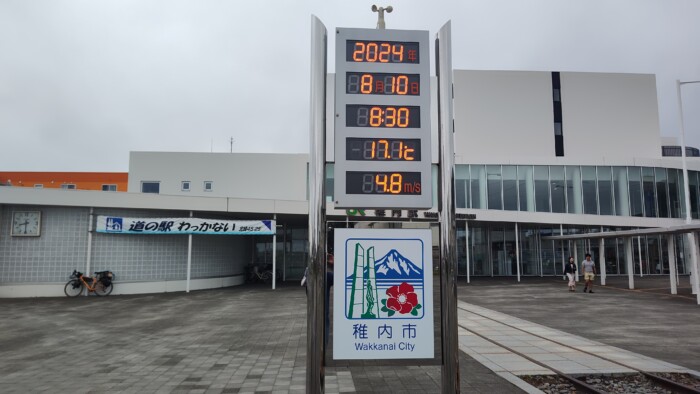 2024年
8月10日
8:30
17.1℃
4.8m/s
道の駅 わっかない
稚内市
Wakkanai City